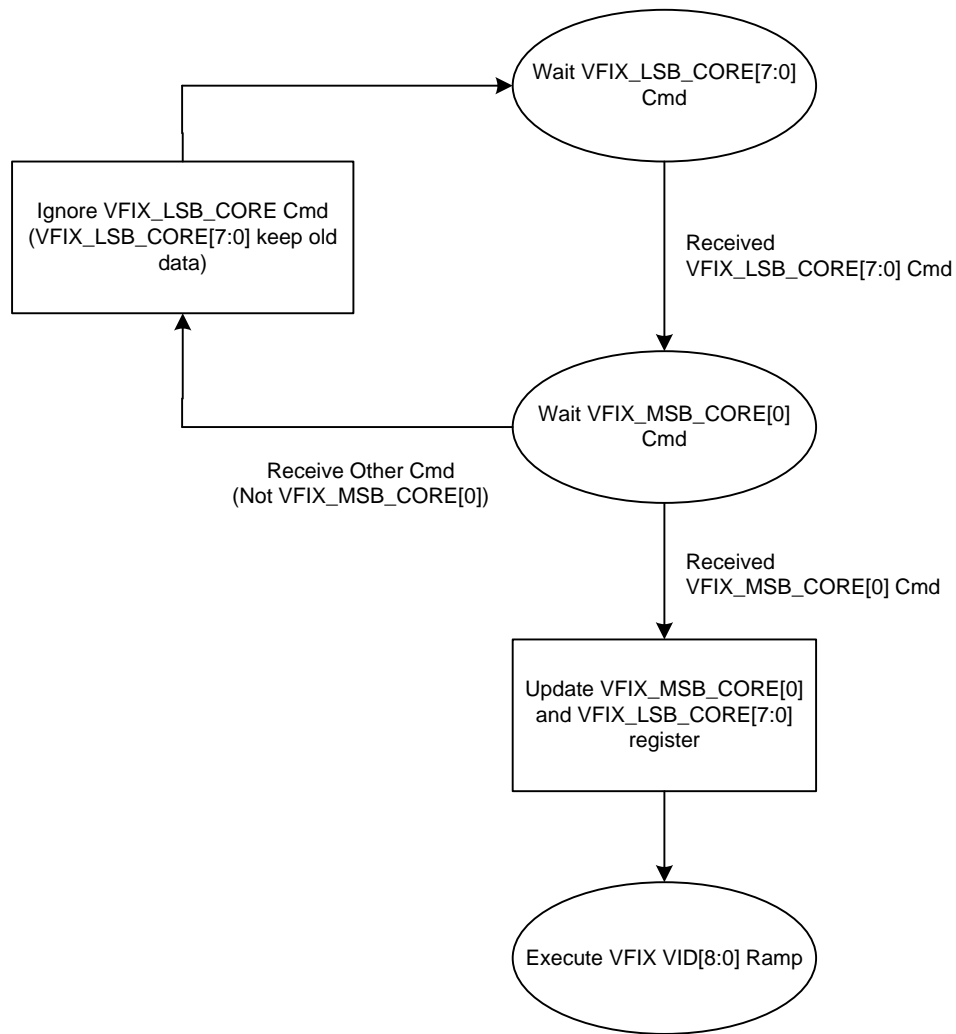 Wait VFIX_LSB_CORE[7:0]
Cmd
Ignore VFIX_LSB_CORE Cmd
(VFIX_LSB_CORE[7:0] keep old
data)
Received
VFIX_LSB_CORE[7:0] Cmd
Wait VFIX_MSB_CORE[0]
Cmd
Receive Other Cmd
(Not VFIX_MSB_CORE[0])
Received
VFIX_MSB_CORE[0] Cmd
Update VFIX_MSB_CORE[0]
and VFIX_LSB_CORE[7:0]
register
Execute VFIX VID[8:0] Ramp